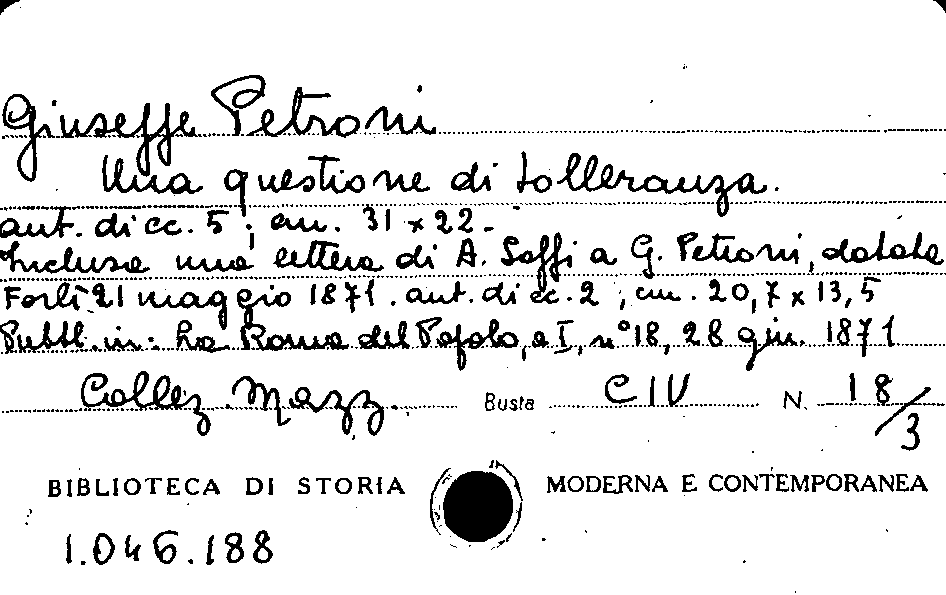 Giuseppe Petroni
Una questione di tolleranza.
aut. di cc. 5 ; cm. 31 x 22.
Inclusa una lettera di A. Saffi a G. Petroni, datata
Forlì 21 maggio 1871. aut. di cc. 2 ; cm. 20,7 x 13,5
Pubbl. in: La Roma del Popolo, a I, n° 18, 28 giu. 1871
Collez. Mazz. Busta CIV N. 18/3
BIBLIOTECA DI STORIA MODERNA E CONTEMPORANEA
1.046.188